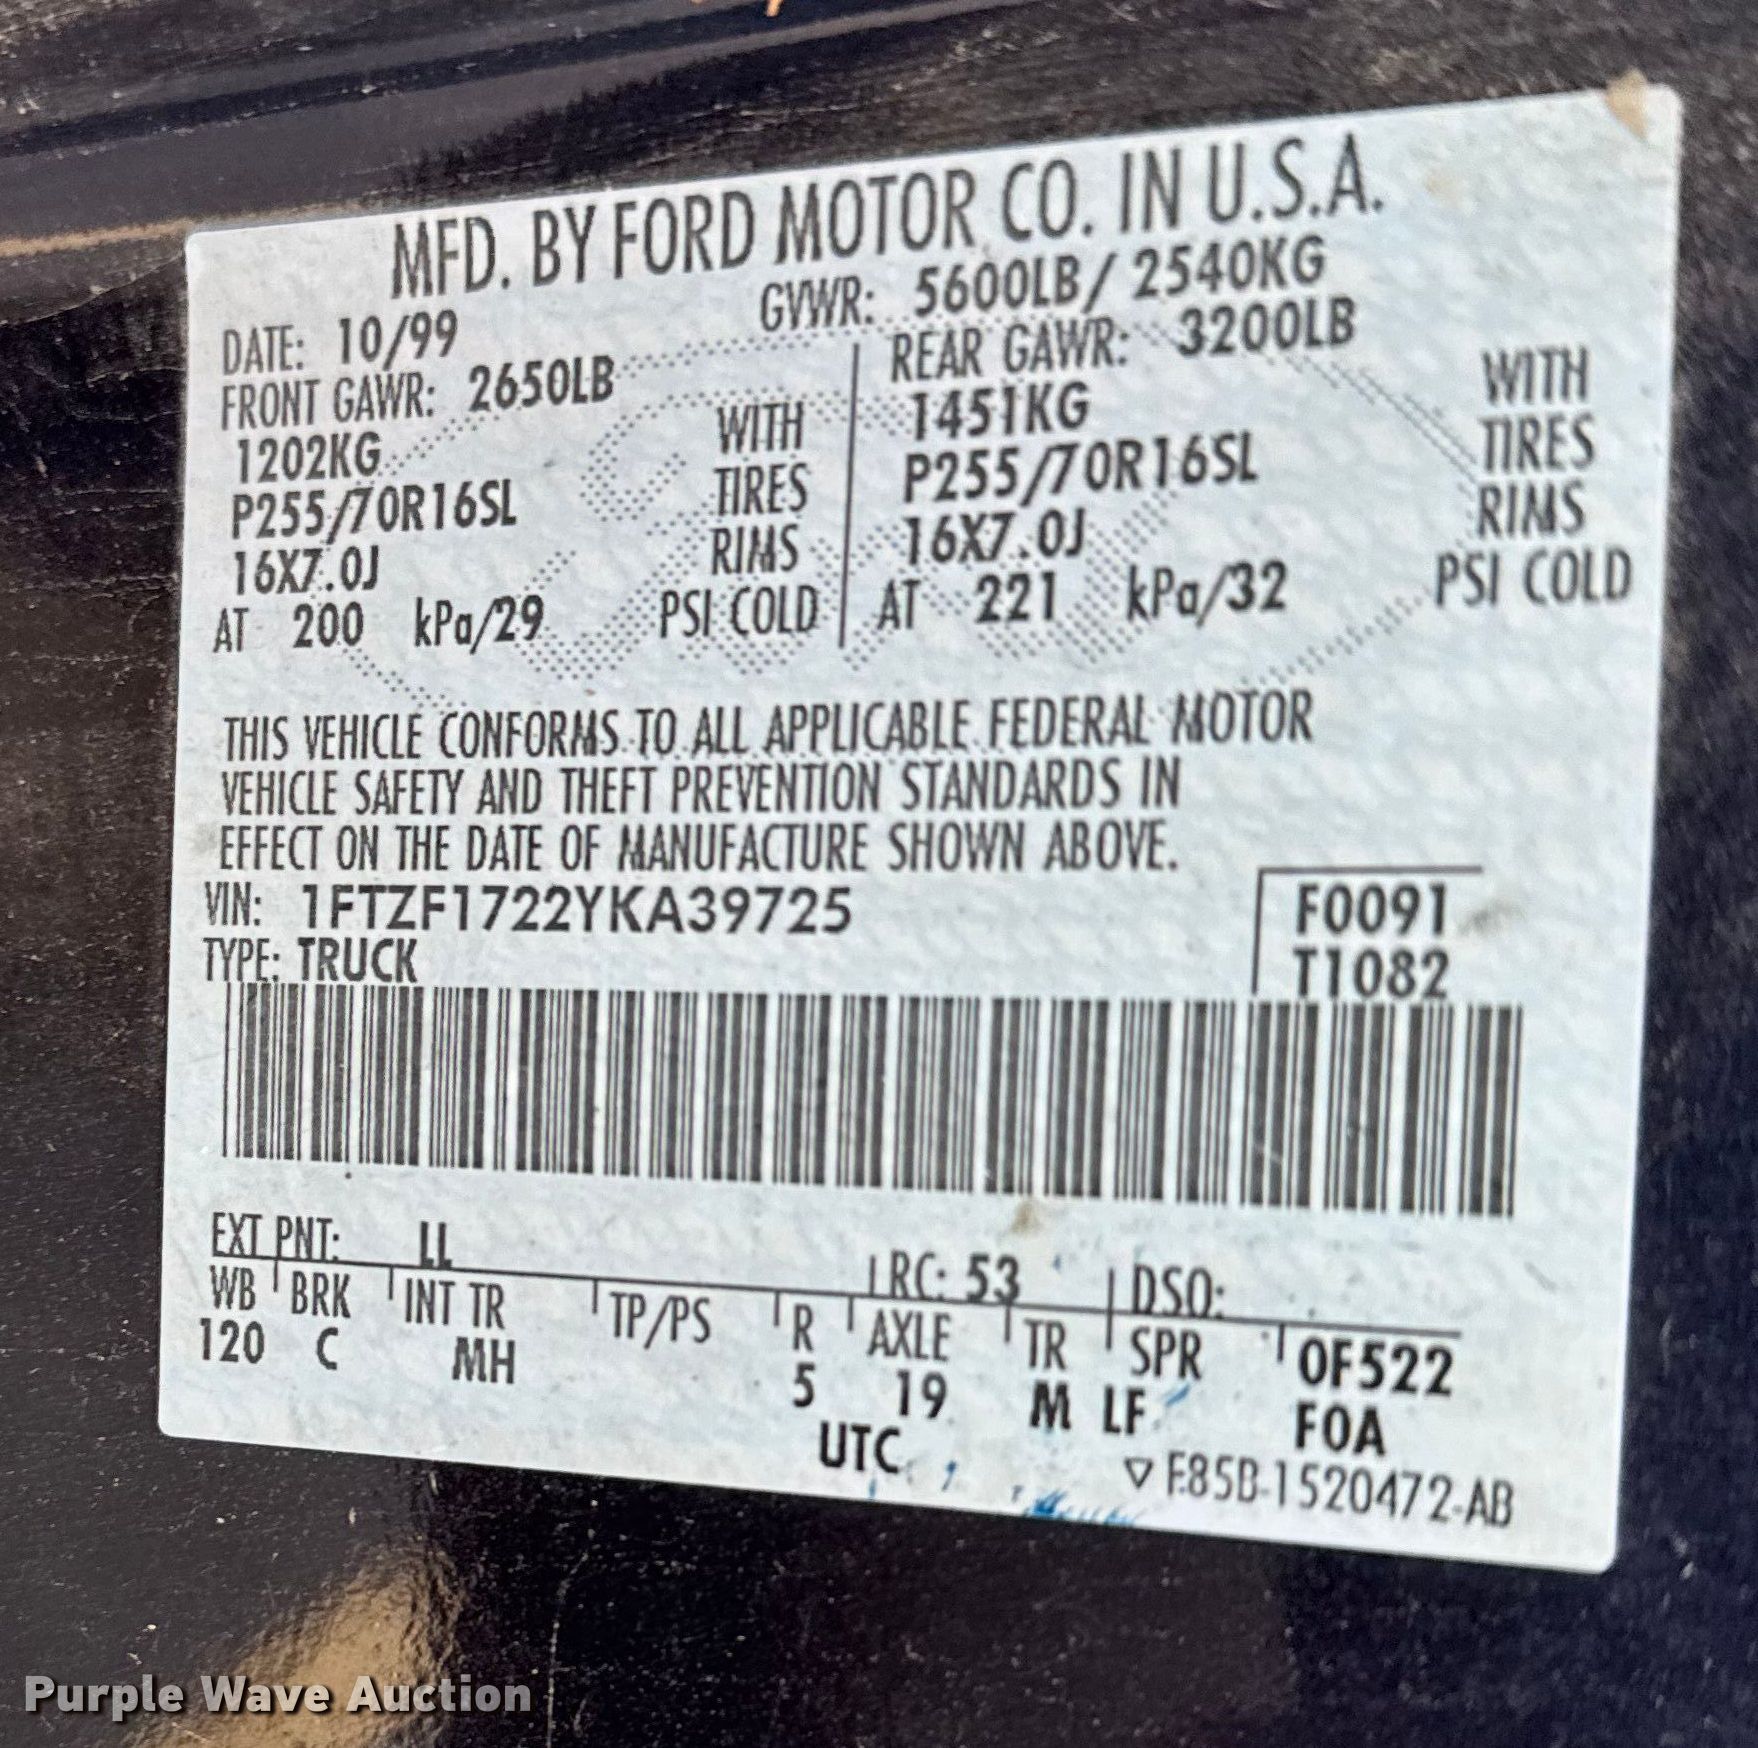 MFD. BY FORD MOTOR CO. IN U.S.A.
DATE: 10/99 GVWR: 5600LB/ 2540KG
FRONT GAWR: 2650LB REAR GAWR: 3200LB
1202KG WITH 1451KG WITH
P255/70R16SL TIRES P255/70R16SL TIRES
16X7.0J RIMS 16X7.0J RIMS
AT 200 kPa/29 PSI COLD AT 221 kPa/32 PSI COLD
THIS VEHICLE CONFORMS TO ALL APPLICABLE FEDERAL MOTOR
VEHICLE SAFETY AND THEFT PREVENTION STANDARDS IN
EFFECT ON THE DATE OF MANUFACTURE SHOWN ABOVE.
VIN: 1FTZF1722YKA39725 F0091
TYPE: TRUCK T1082
EXT PNT: LL RC: 53 DSO:
WB BRK INT TR TP/PS R AXLE TR SPR 0F522
120 C MH 5 19 M LF FOA
UTC
▽ F85B-1520472-AB
Purple Wave Auction